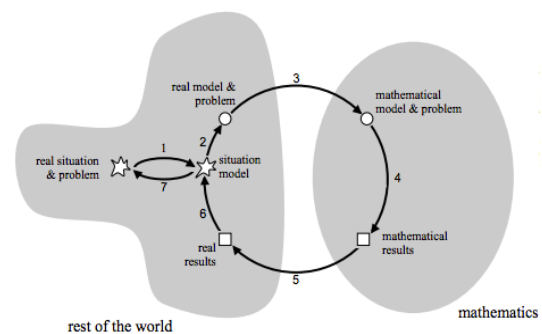 real model &
problem
3
mathematical
model & problem
1
2
real situation
& problem
situation
model
4
7
6
real
results
mathematical
results
5
rest of the world
mathematics